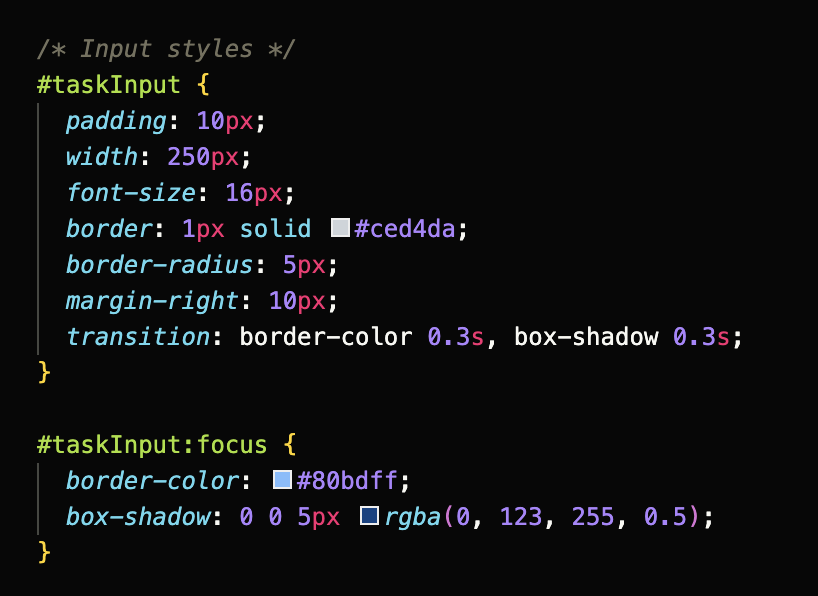 /* Input styles */
#taskInput {
  padding: 10px;
  width: 250px;
  font-size: 16px;
  border: 1px solid #ced4da;
  border-radius: 5px;
  margin-right: 10px;
  transition: border-color 0.3s, box-shadow 0.3s;
}

#taskInput:focus {
  border-color: #80bdff;
  box-shadow: 0 0 5px rgba(0, 123, 255, 0.5);
}